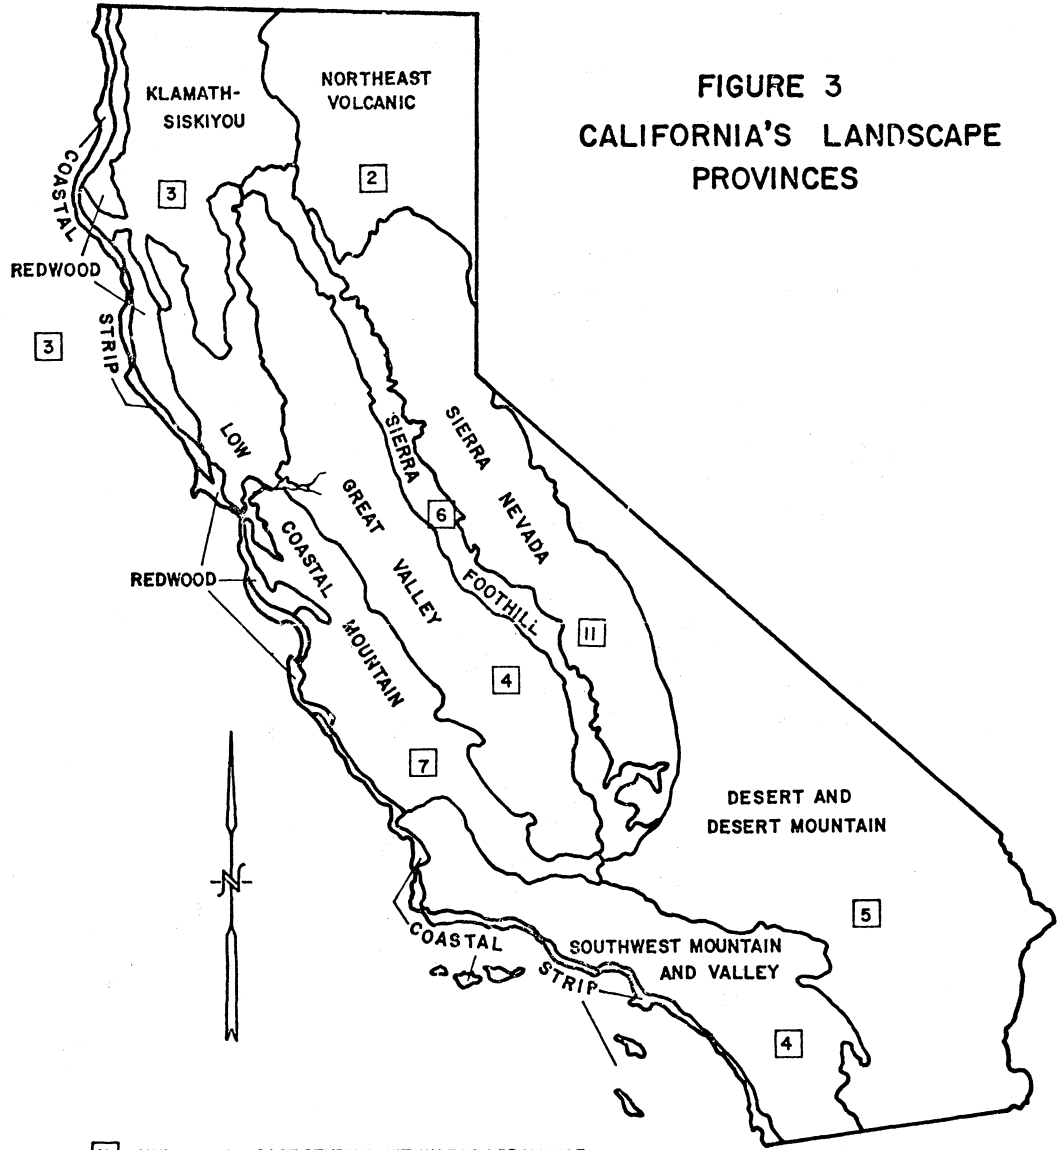 FIGURE 3
CALIFORNIA'S LANDSCAPE
PROVINCES
KLAMATH-
SISKIYOU
NORTHEAST
VOLCANIC
3
2
COASTAL
REDWOOD
STRIP
3
LOW
COASTAL
MOUNTAIN
7
GREAT
VALLEY
4
SIERRA
6
FOOTHILL
SIERRA
NEVADA
11
REDWOOD
N
DESERT AND
DESERT MOUNTAIN
5
COASTAL
STRIP
SOUTHWEST MOUNTAIN
AND VALLEY
4